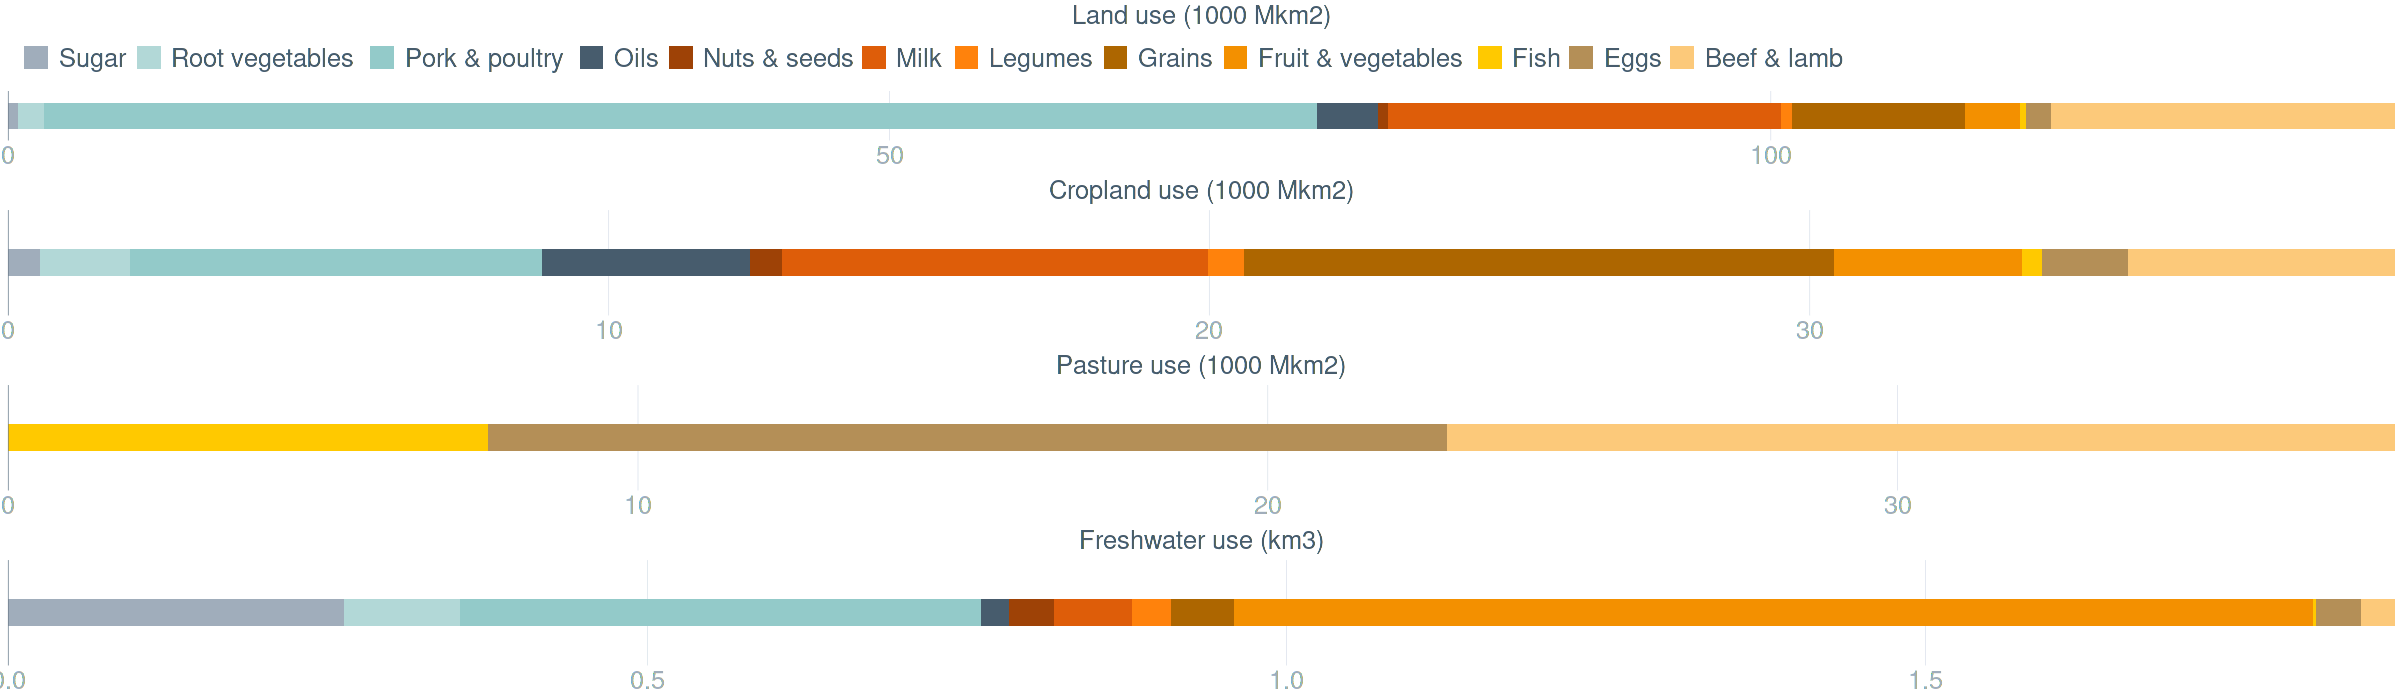 Land use (1000 Mkm2)
Sugar Root vegetables Pork & poultry Oils Nuts & seeds Milk Legumes Grains Fruit & vegetables Fish Eggs Beef & lamb
0 50 100
Cropland use (1000 Mkm2)
0 10 20 30
Pasture use (1000 Mkm2)
0 10 20 30
Freshwater use (km3)
0.0 0.5 1.0 1.5